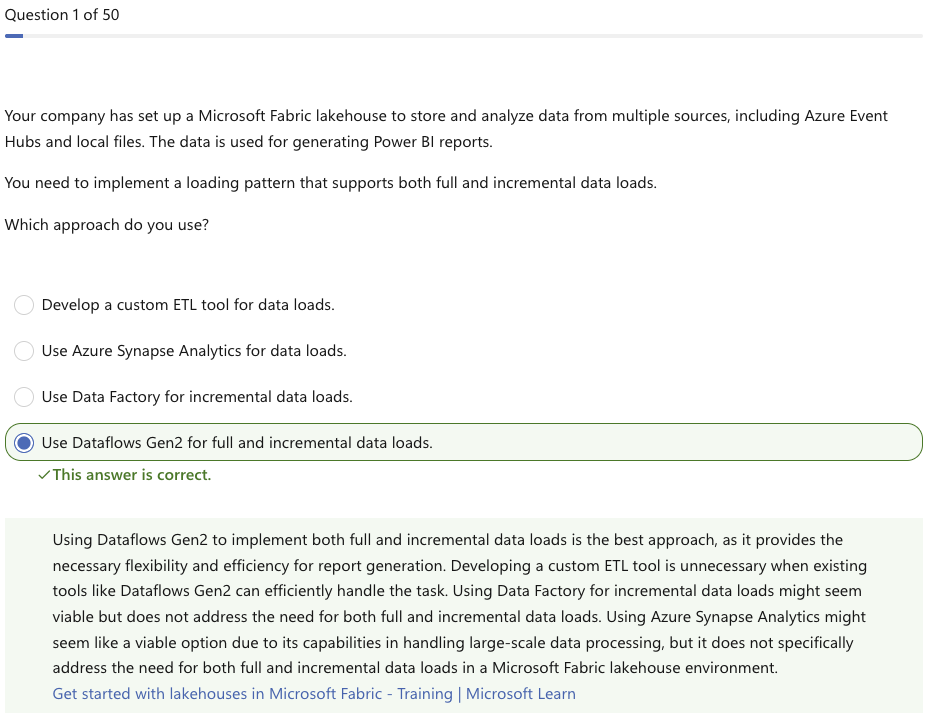 Question 1 of 50
Your company has set up a Microsoft Fabric lakehouse to store and analyze data from multiple sources, including Azure Event
Hubs and local files. The data is used for generating Power BI reports.
You need to implement a loading pattern that supports both full and incremental data loads.
Which approach do you use?
Develop a custom ETL tool for data loads.
Use Azure Synapse Analytics for data loads.
Use Data Factory for incremental data loads.
Use Dataflows Gen2 for full and incremental data loads.
This answer is correct.
Using Dataflows Gen2 to implement both full and incremental data loads is the best approach, as it provides the
necessary flexibility and efficiency for report generation. Developing a custom ETL tool is unnecessary when existing
tools like Dataflows Gen2 can efficiently handle the task. Using Data Factory for incremental data loads might seem
viable but does not address the need for both full and incremental data loads. Using Azure Synapse Analytics might
seem like a viable option due to its capabilities in handling large-scale data processing, but it does not specifically
address the need for both full and incremental data loads in a Microsoft Fabric lakehouse environment.
Get started with lakehouses in Microsoft Fabric - Training | Microsoft Learn